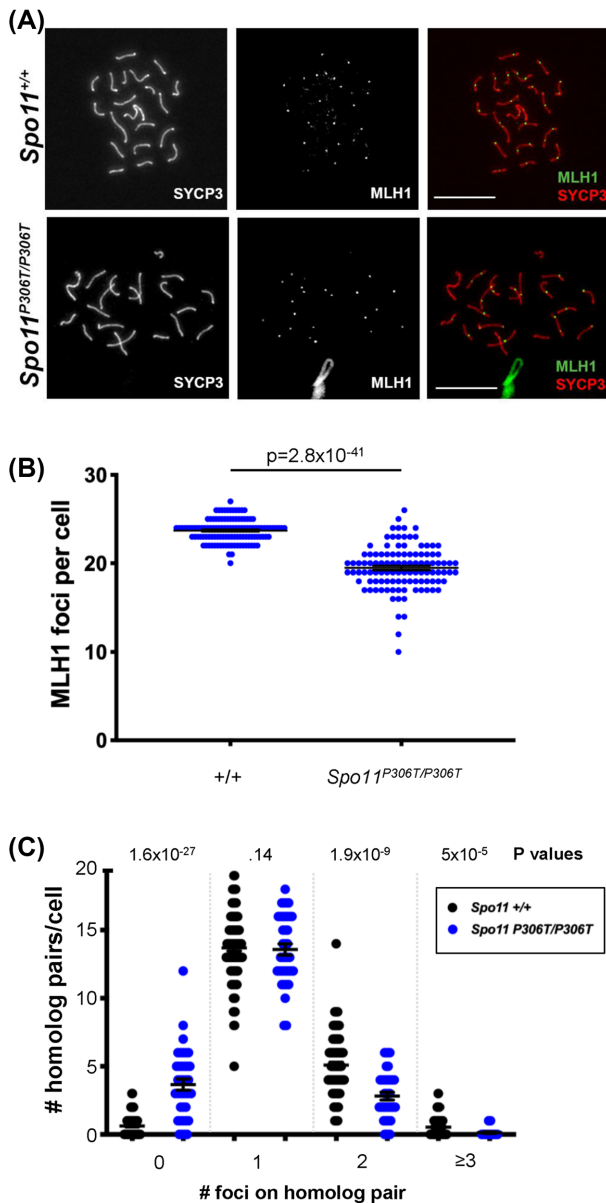 (A)
Spo11+/+
SYCP3
MLH1
MLH1
SYCP3
Spo11P306T/P306T
SYCP3
MLH1
MLH1
SYCP3
(B)
p=2.8x10-41
MLH1 foci per cell
30
20
10
0
+/+
Spo11P306T/P306T
(C)
1.6x10-27 .14 1.9x10-9 5x10-5 P values
# homolog pairs/cell
20
15
10
5
0
Spo11 +/+
Spo11 P306T/P306T
0 1 2 ≥3
# foci on homolog pair